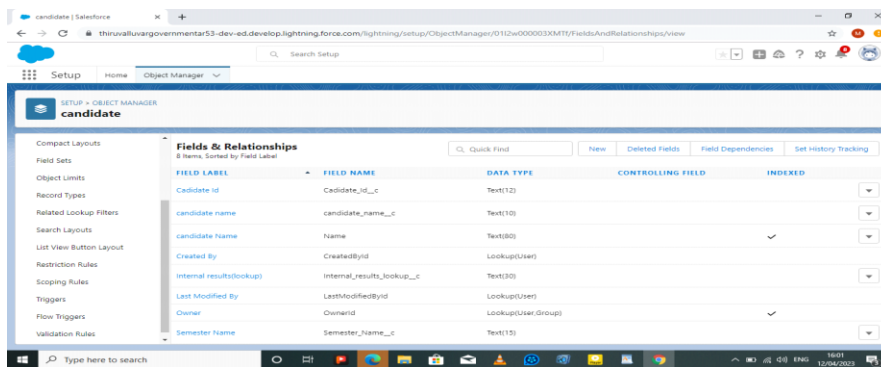 candidate | Salesforce
thiruvalluvargovernmentar53-dev-ed.develop.lightning.force.com/lightning/setup/ObjectManager/01I2w000003XMTf/FieldsAndRelationships/view
Search Setup
Setup Home Object Manager
SETUP > OBJECT MANAGER
candidate
Compact Layouts
Field Sets
Object Limits
Record Types
Related Lookup Filters
Search Layouts
List View Button Layout
Restriction Rules
Scoping Rules
Triggers
Flow Triggers
Validation Rules
Fields & Relationships
8 Items, Sorted by Field Label
Quick Find New Deleted Fields Field Dependencies Set History Tracking
FIELD LABEL FIELD NAME DATA TYPE CONTROLLING FIELD INDEXED
Cadidate Id Cadidate_Id__c Text(12)
candidate name candidate_name__c Text(10)
candidate Name Name Text(80)
Created By CreatedById Lookup(User)
Internal results(lookup) Internal_results_lookup__c Text(30)
Last Modified By LastModifiedById Lookup(User)
Owner OwnerId Lookup(User,Group)
Semester Name Semester_Name__c Text(15)
Type here to search
ENG
16:01
12/04/2023